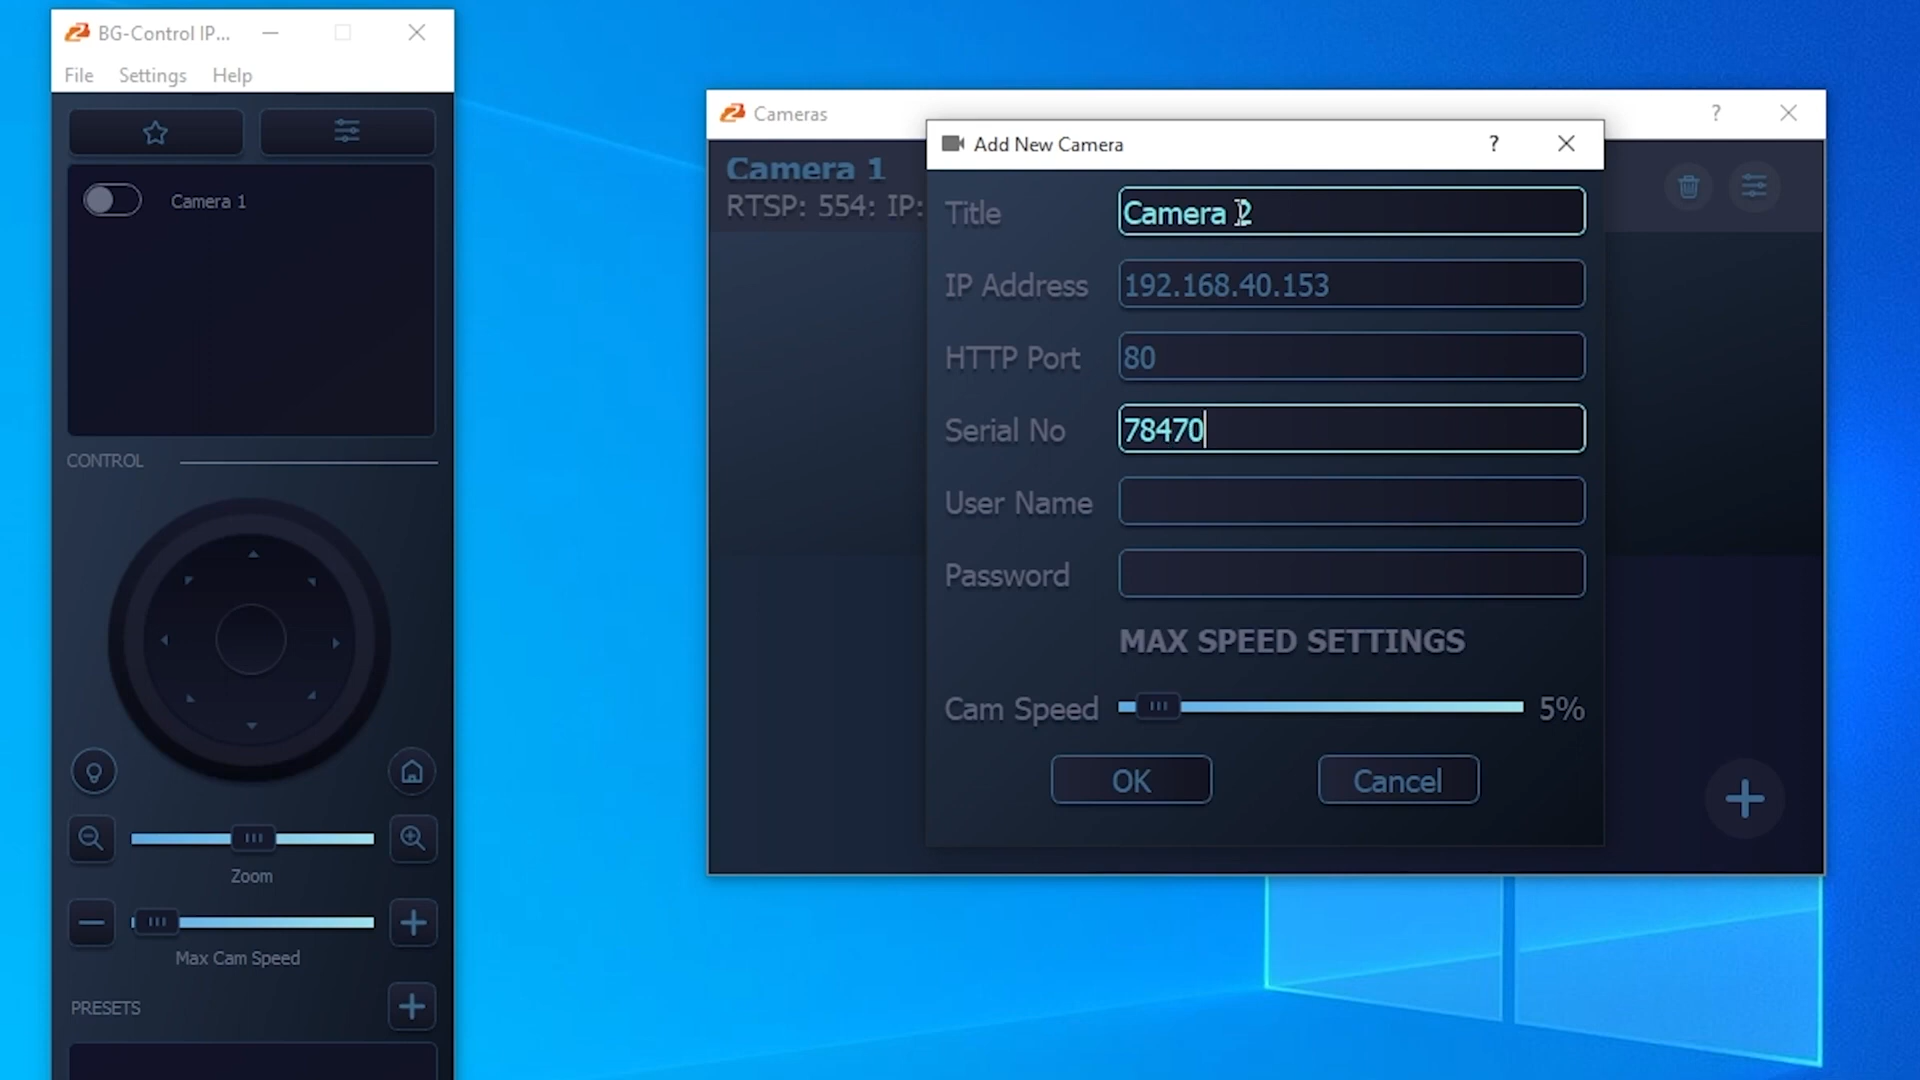 BG-Control IP...
File Settings Help
Camera 1
CONTROL
Zoom
Max Cam Speed
PRESETS
Cameras
Camera 1
RTSP: 554: IP:
Add New Camera
Title Camera 2
IP Address 192.168.40.153
HTTP Port 80
Serial No 78470
User Name
Password
MAX SPEED SETTINGS
Cam Speed 5%
OK Cancel